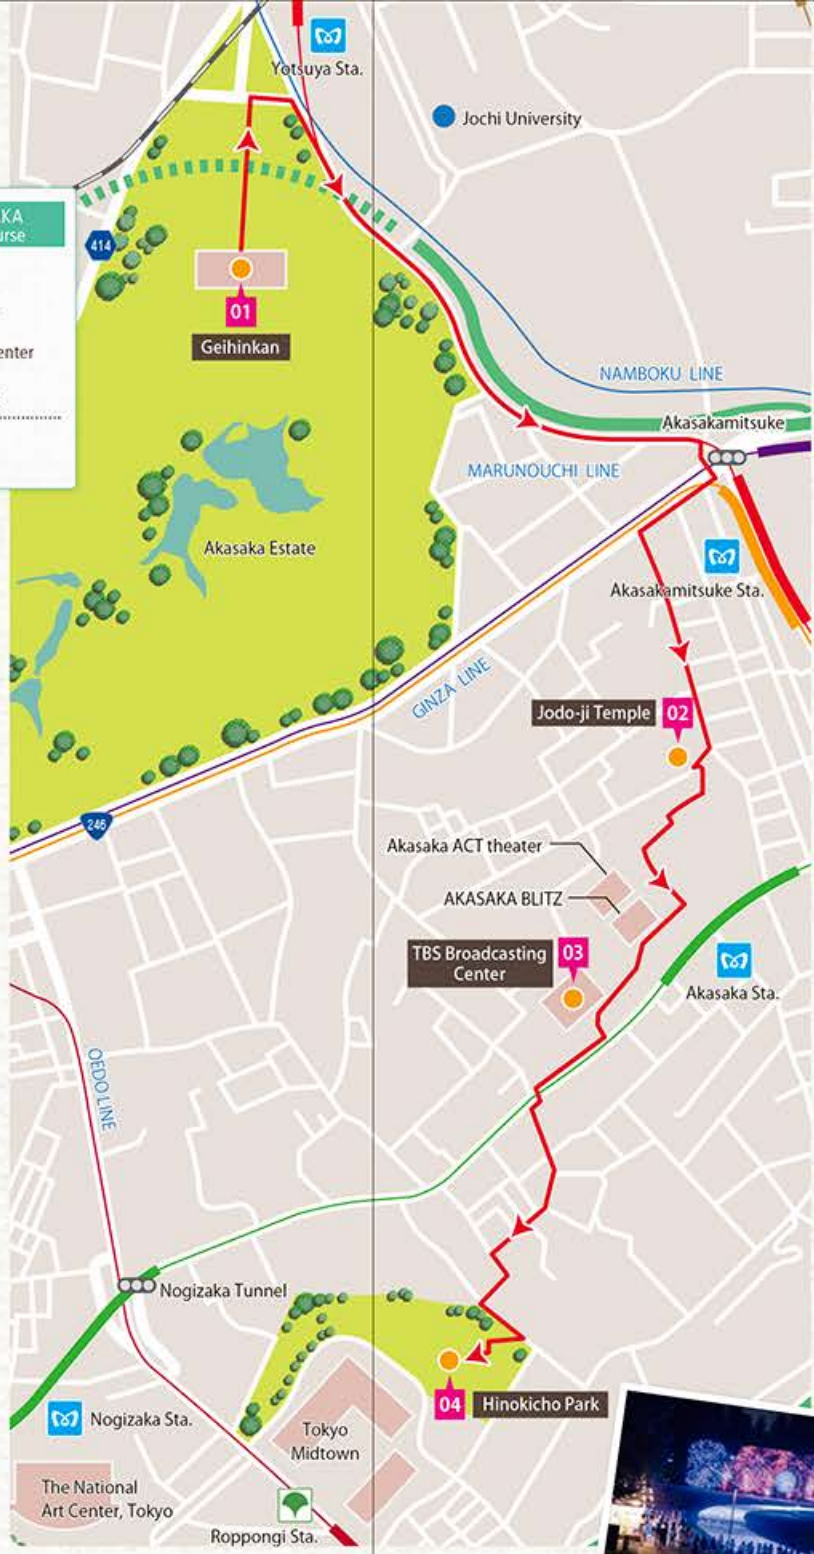 Yotsuya Sta.
Jochi University
KA
urse
414
enter
01
Geihinkan
NAMBOKU LINE
Akasakamitsuke
MARUNOUCHI LINE
Akasaka Estate
Akasakamitsuke Sta.
GINZA LINE
Jodo-ji Temple 02
246
Akasaka ACT theater
AKASAKA BLITZ
TBS Broadcasting
Center
03
Akasaka Sta.
OEDO LINE
Nogizaka Tunnel
04 Hinokicho Park
Nogizaka Sta.
Tokyo
Midtown
The National
Art Center, Tokyo
Roppongi Sta.